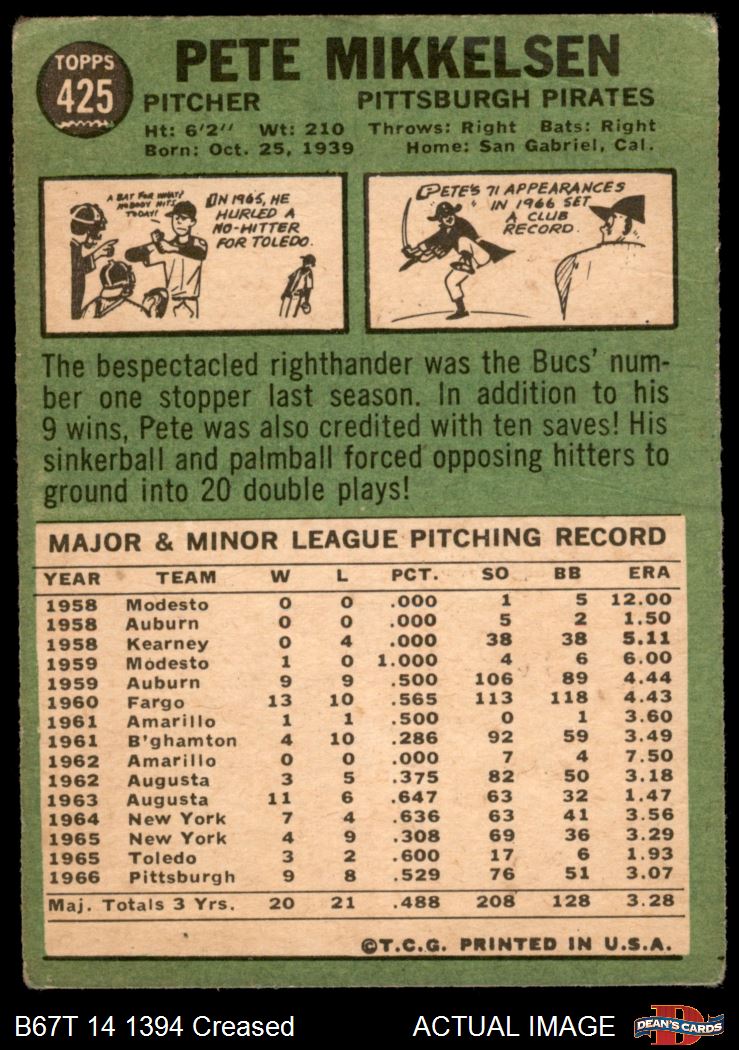 TOPPS
425
PETE MIKKELSEN
PITCHER PITTSBURGH PIRATES
Ht: 6'2" Wt: 210 Throws: Right Bats: Right
Born: Oct. 25, 1939 Home: San Gabriel, Cal.
A BAT FOR WHAT?
NOBODY HITS
TODAY!
IN 1965, HE
HURLED A
NO-HITTER
FOR TOLEDO.
PETE'S 71 APPEARANCES
IN 1966 SET
A CLUB
RECORD.
The bespectacled righthander was the Bucs' num-
ber one stopper last season. In addition to his
9 wins, Pete was also credited with ten saves! His
sinkerball and palmball forced opposing hitters to
ground into 20 double plays!
MAJOR & MINOR LEAGUE PITCHING RECORD
YEAR TEAM W L PCT. SO BB ERA
1958 Modesto 0 0 .000 1 5 12.00
1958 Auburn 0 0 .000 5 2 1.50
1958 Kearney 0 4 .000 38 38 5.11
1959 Modesto 1 0 1.000 4 6 6.00
1959 Auburn 9 9 .500 106 89 4.44
1960 Fargo 13 10 .565 113 118 4.43
1961 Amarillo 1 1 .500 0 1 3.60
1961 B'ghamton 4 10 .286 92 59 3.49
1962 Amarillo 0 0 .000 7 4 7.50
1962 Augusta 3 5 .375 82 50 3.18
1963 Augusta 11 6 .647 63 32 1.47
1964 New York 7 4 .636 63 41 3.56
1965 New York 4 9 .308 69 36 3.29
1965 Toledo 3 2 .600 17 6 1.93
1966 Pittsburgh 9 8 .529 76 51 3.07
Maj. Totals 3 Yrs. 20 21 .488 208 128 3.28
©T.C.G. PRINTED IN U.S.A.
B67T 14 1394 Creased ACTUAL IMAGE
D
DEAN'S CARDS